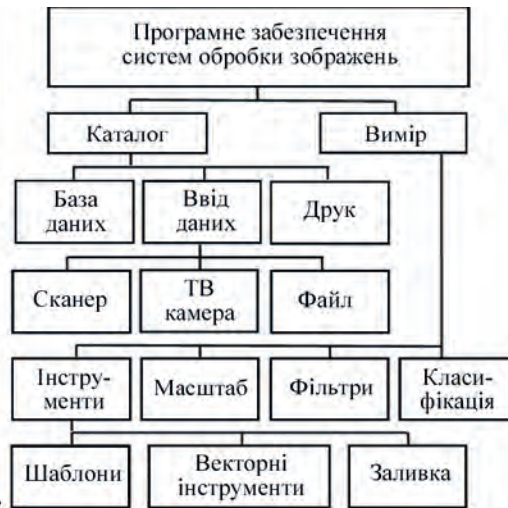 Програмне забезпечення
систем обробки зображень
Каталог
Вимір
База
даних
Ввід
даних
Друк
Сканер
ТВ
камера
Файл
Інстру-
менти
Масштаб
Фільтри
Класи-
фікація
Шаблони
Векторні
інструменти
Заливка